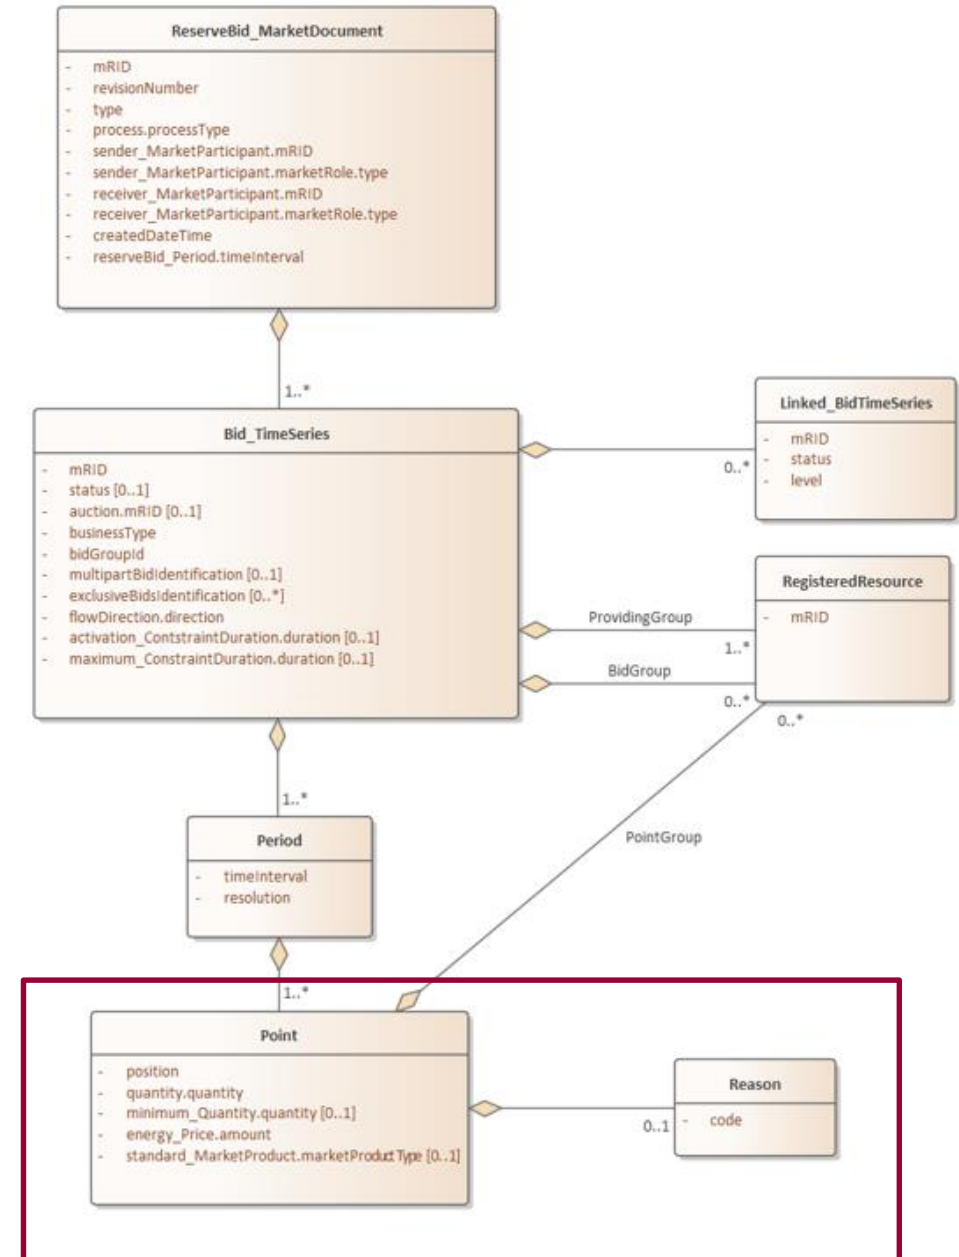 ReserveBid_MarketDocument
- mRID
- revisionNumber
- type
- process.processType
- sender_MarketParticipant.mRID
- sender_MarketParticipant.marketRole.type
- receiver_MarketParticipant.mRID
- receiver_MarketParticipant.marketRole.type
- createdDateTime
- reserveBid_Period.timeInterval
1..*
Bid_TimeSeries
- mRID
- status [0..1]
- auction.mRID [0..1]
- businessType
- bidGroupId
- multipartBidIdentification [0..1]
- exclusiveBidsIdentification [0..*]
- flowDirection.direction
- activation_ContstraintDuration.duration [0..1]
- maximum_ConstraintDuration.duration [0..1]
Linked_BidTimeSeries
- mRID
- status
- level
0..*
RegisteredResource
- mRID
ProvidingGroup
1..*
BidGroup
0..*
0..*
PointGroup
1..*
Period
- timeInterval
- resolution
1..*
Point
- position
- quantity.quantity
- minimum_Quantity.quantity [0..1]
- energy_Price.amount
- standard_MarketProduct.marketProductType [0..1]
Reason
- code
0..1